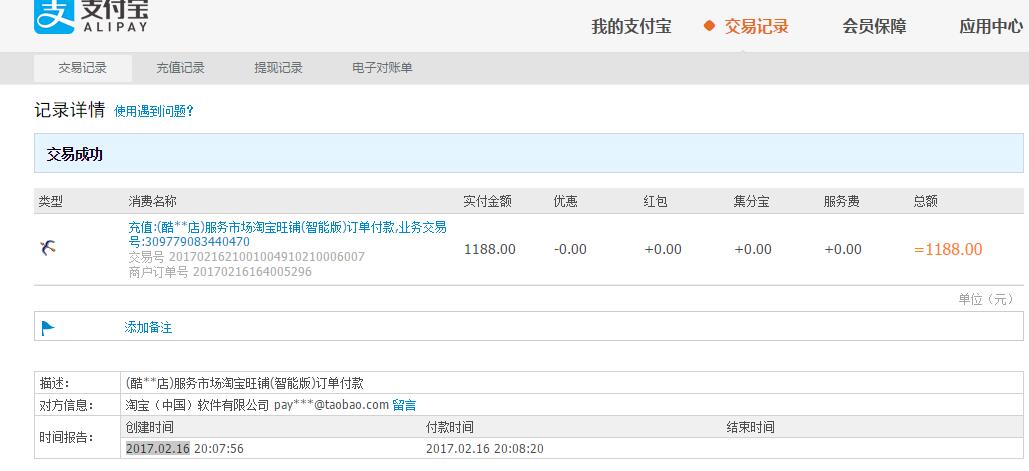 支 支付宝
ALIPAY
我的支付宝 交易记录 会员保障 应用中心
交易记录 充值记录 提现记录 电子对账单
记录详情 使用遇到问题?
交易成功
类型 消费名称 实付金额 优惠 红包 集分宝 服务费 总额
充值:(酷**店)服务市场淘宝旺铺(智能版)订单付款,业务交易
号:309779083440470
交易号 2017021621001004910210006007
商户订单号 20170216164005296
1188.00 -0.00 +0.00 +0.00 +0.00 =1188.00
单位（元）
添加备注
描述: (酷**店)服务市场淘宝旺铺(智能版)订单付款
对方信息: 淘宝（中国）软件有限公司 pay***@taobao.com 留言
时间报告:
创建时间 付款时间 结束时间
2017.02.16 20:07:56 2017.02.16 20:08:20